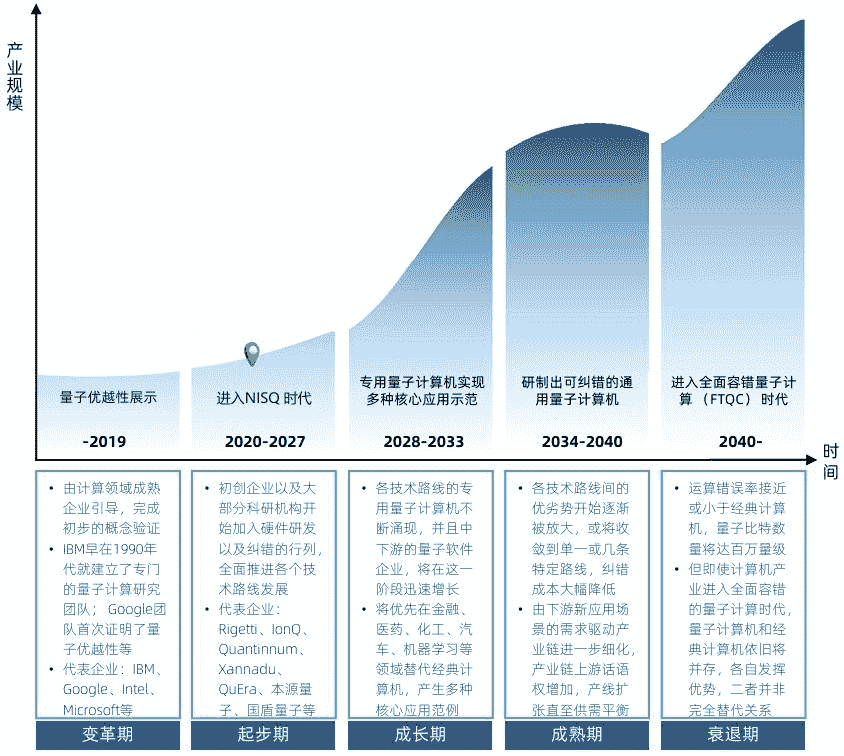 产业规模
量子优越性展示
-2019
进入NISQ 时代
2020-2027
专用量子计算机实现
多种核心应用示范
2028-2033
研制出可纠错的通
用量子计算机
2034-2040
进入全面容错量子计
算 （FTQC） 时代
2040-
时间
• 由计算领域成熟
企业引导，完成
初步的概念验证
• IBM早在1990年
代就建立了专门
的量子计算研究
团队； Google团
队首次证明了量
子优越性等
• 代表企业：IBM、
Google、Intel、
Microsoft等
变革期
• 初创企业以及大
部分科研机构开
始加入硬件研发
以及纠错的行列，
全面推进各个技
术路线发展
• 代表企业：
Rigetti、IonQ、
Quantinnum、
Xannadu、
QuEra、本源量
子、国盾量子等
起步期
• 各技术路线的专
用量子计算机不
断涌现，并且中
下游的量子软件
企业，将在这一
阶段迅速增长
• 将优先在金融、
医药、化工、汽
车、机器学习等
领域替代经典计
算机，产生多种
核心应用范例
成长期
• 各技术路线间的
优劣势开始逐渐
被放大，或将收
敛到单一或几条
特定路线，纠错
成本大幅降低
• 由下游新应用场
景的需求驱动产
业链进一步细化，
产业链上游话语
权增加，产线扩
张直至供需平衡
成熟期
• 运算错误率接近
或小于经典计算
机，量子比特数
量将达百万量级
• 但即使计算机产
业进入全面容错
的量子计算时代，
量子计算机和经
典计算机依旧将
并存，各自发挥
优势，二者并非
完全替代关系
衰退期